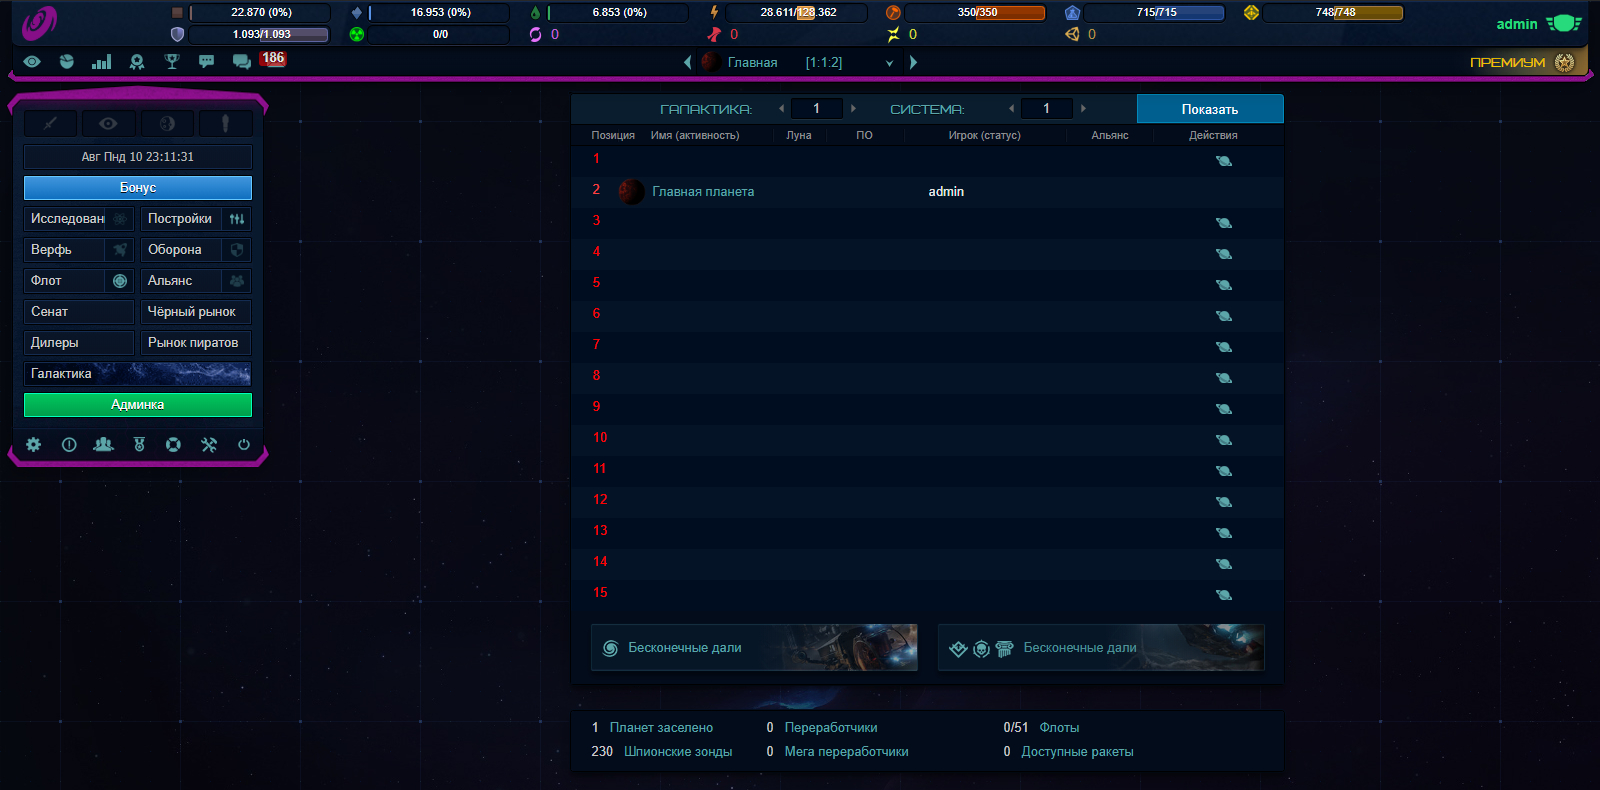 22.870 (0%) 16.953 (0%) 6.853 (0%) 28.611/128.362 350/350 715/715 748/748
1.093/1.093 0/0 0 0 0 0
admin
186
Главная [1:1:2]
ПРЕМИУМ
Авг Пнд 10 23:11:31
Бонус
Исследован Постройки
Верфь Оборона
Флот Альянс
Сенат Чёрный рынок
Дилеры Рынок пиратов
Галактика
Админка
ГАЛАКТИКА: 1 СИСТЕМА: 1 Показать
Позиция Имя (активность) Луна ПО Игрок (статус) Альянс Действия
1
2 Главная планета admin
3
4
5
6
7
8
9
10
11
12
13
14
15
Бесконечные дали Бесконечные дали
1 Планет заселено 0 Переработчики 0/51 Флоты
230 Шпионские зонды 0 Мега переработчики 0 Доступные ракеты